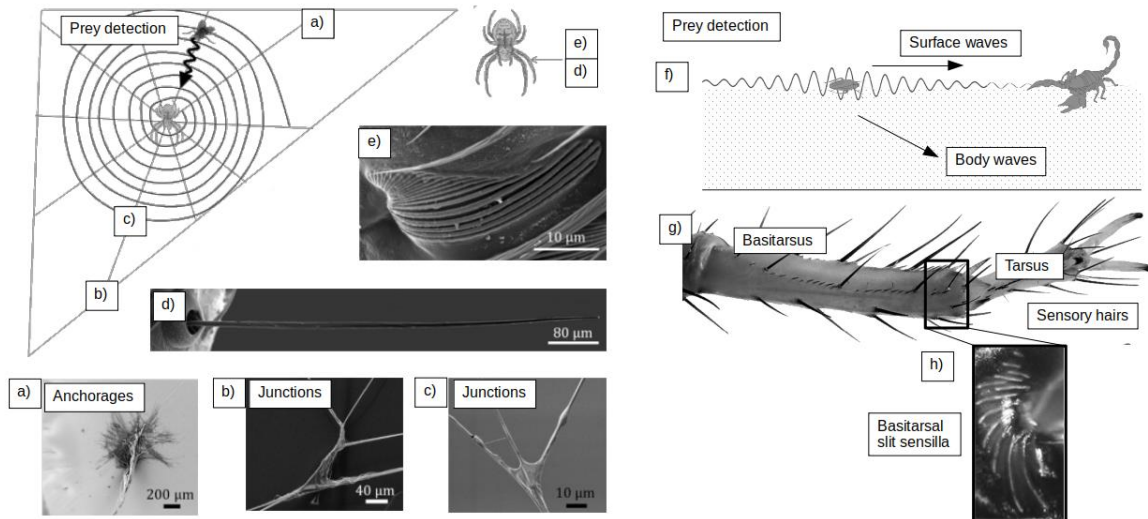 Prey detection
a)
c)
b)
e)
d)
e)
10 µm
d)
80 µm
a)
Anchorages
200 µm
b)
Junctions
40 µm
c)
Junctions
10 µm
Prey detection
Surface waves
f)
Body waves
g)
Basitarsus
Tarsus
Sensory hairs
h)
Basitarsal
slit sensilla